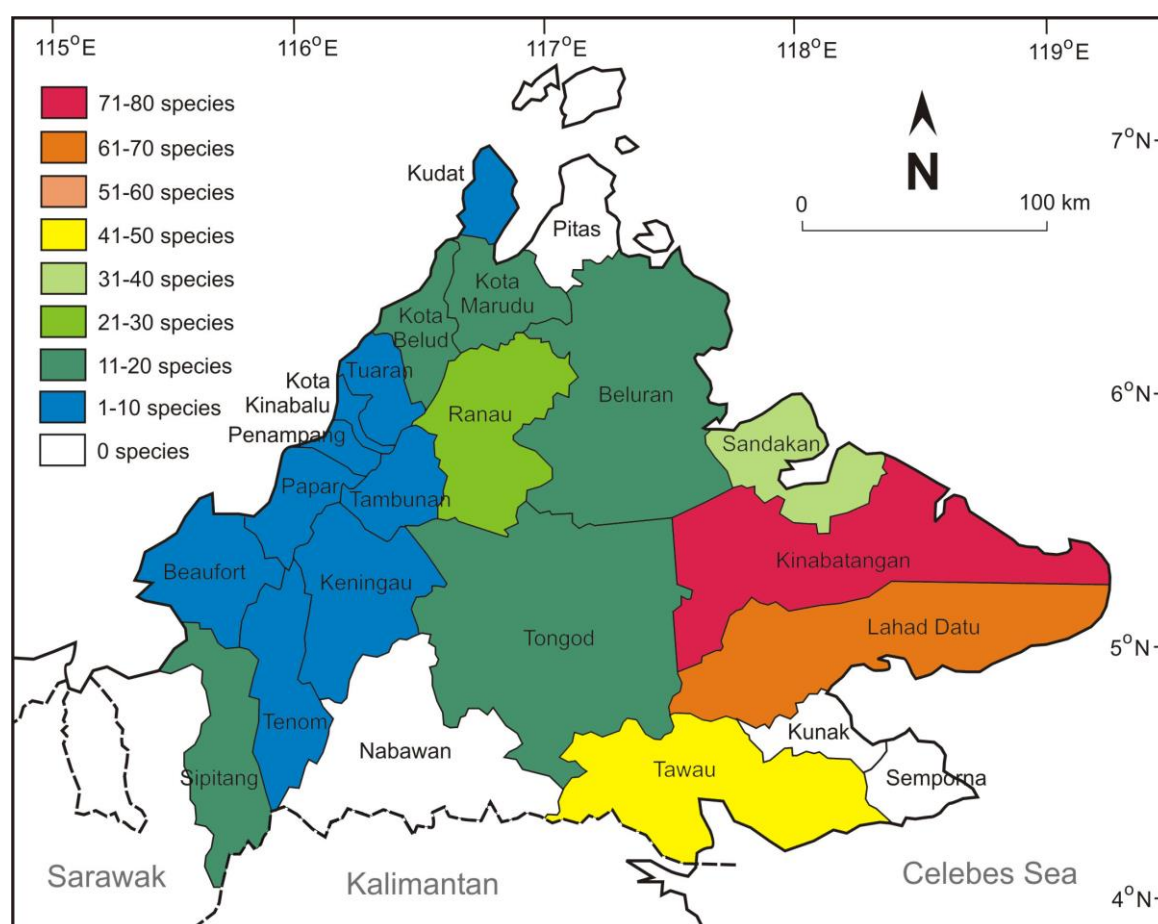 115°E
116°E
117°E
118°E
119°E
71-80 species
61-70 species
51-60 species
41-50 species
31-40 species
21-30 species
11-20 species
1-10 species
0 species
7°N
6°N
5°N
4°N
N
0 100 km
Kudat
Pitas
Kota
Marudu
Kota
Belud
Tuaran
Kota
Kinabalu
Penampang
Ranau
Beluran
Sandakan
Papar
Tambunan
Kinabatangan
Beaufort
Keningau
Tongod
Lahad Datu
Tenom
Nabawan
Kunak
Sipitang
Tawau
Semporna
Sarawak
Kalimantan
Celebes Sea